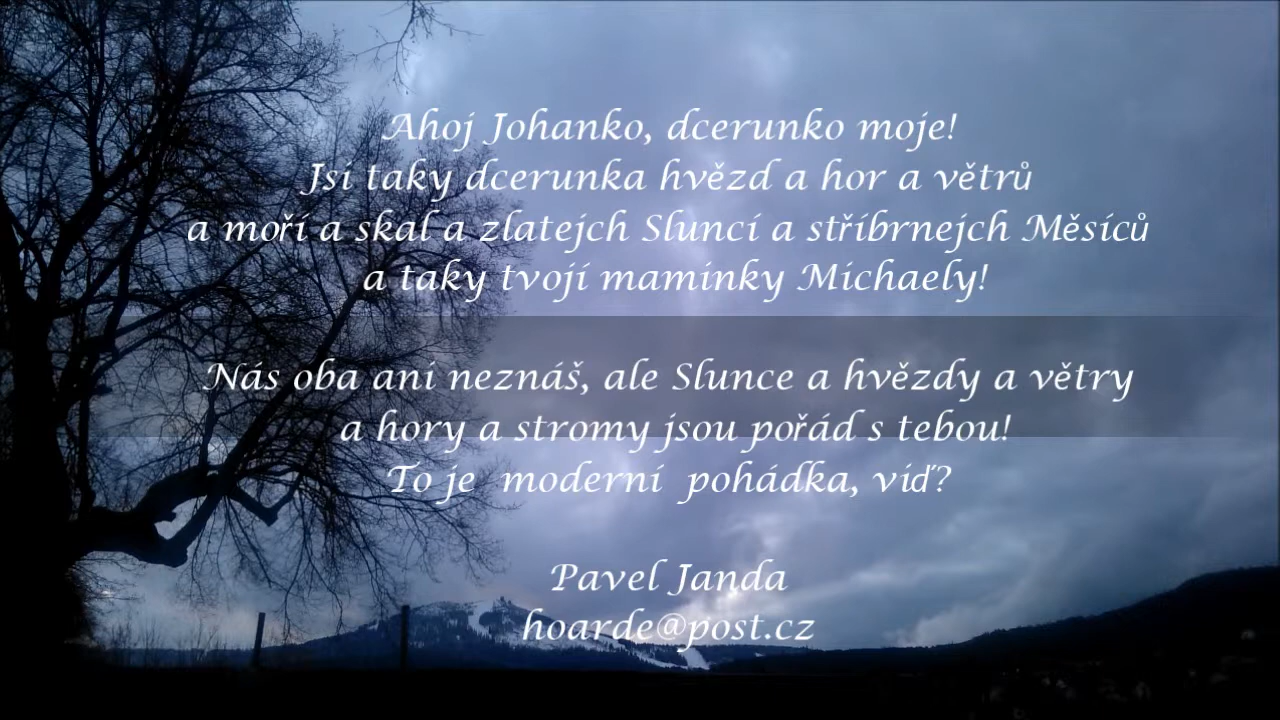 Ahoj Johanko, dcerunko moje!
Jsi taky dcerunka hvězd a hor a větrů
a moří a skal a zlatejch Sluncí a stříbrnejch Měsíců
a taky tvojí maminky Michaely!
Nás oba ani neznáš, ale Slunce a hvězdy a větry
a hory a stromy jsou pořád s tebou!
To je moderní pohádka, viď?
Pavel Janda
hoarde@post.cz